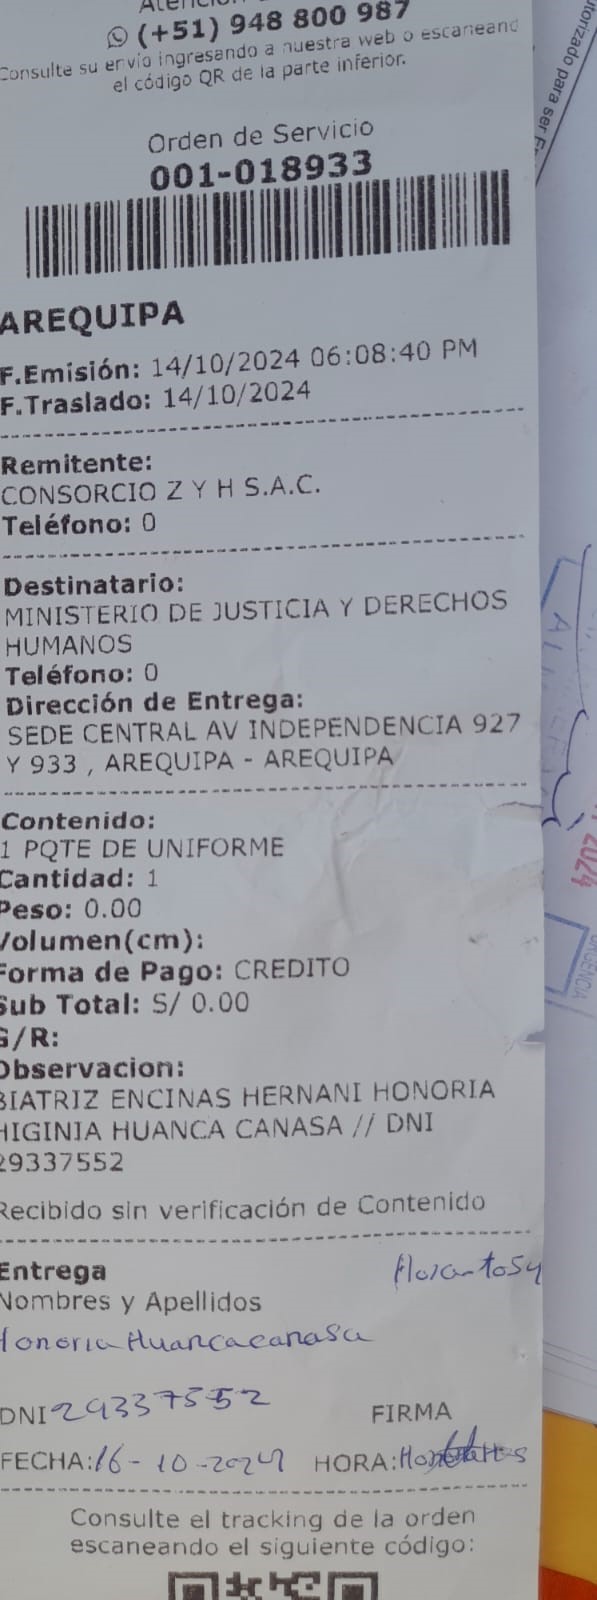 (+51) 948 800 987
Consulte su envío ingresando a nuestra web o escaneand
el código QR de la parte inferior.
Orden de Servicio
001-018933
AREQUIPA
F.Emisión: 14/10/2024 06:08:40 PM
F.Traslado: 14/10/2024
Remitente:
CONSORCIO Z Y H S.A.C.
Teléfono: 0
Destinatario:
MINISTERIO DE JUSTICIA Y DERECHOS
HUMANOS
Teléfono: 0
Dirección de Entrega:
SEDE CENTRAL AV INDEPENDENCIA 927
Y 933 , AREQUIPA - AREQUIPA
Contenido:
1 PQTE DE UNIFORME
Cantidad: 1
Peso: 0.00
Volumen(cm):
Forma de Pago: CREDITO
Sub Total: S/ 0.00
G/R:
Observacion:
BIATRIZ ENCINAS HERNANI HONORIA
HIGINIA HUANCA CANASA // DNI
29337552
Recibido sin verificación de Contenido
Entrega
Nombres y Apellidos
Honoria Huancacanasa
DNI 29337552 FIRMA
FECHA: 16-10-2024 HORA:
Consulte el tracking de la orden
escaneando el siguiente código:
utorizado para ser
2024
URGENCIA